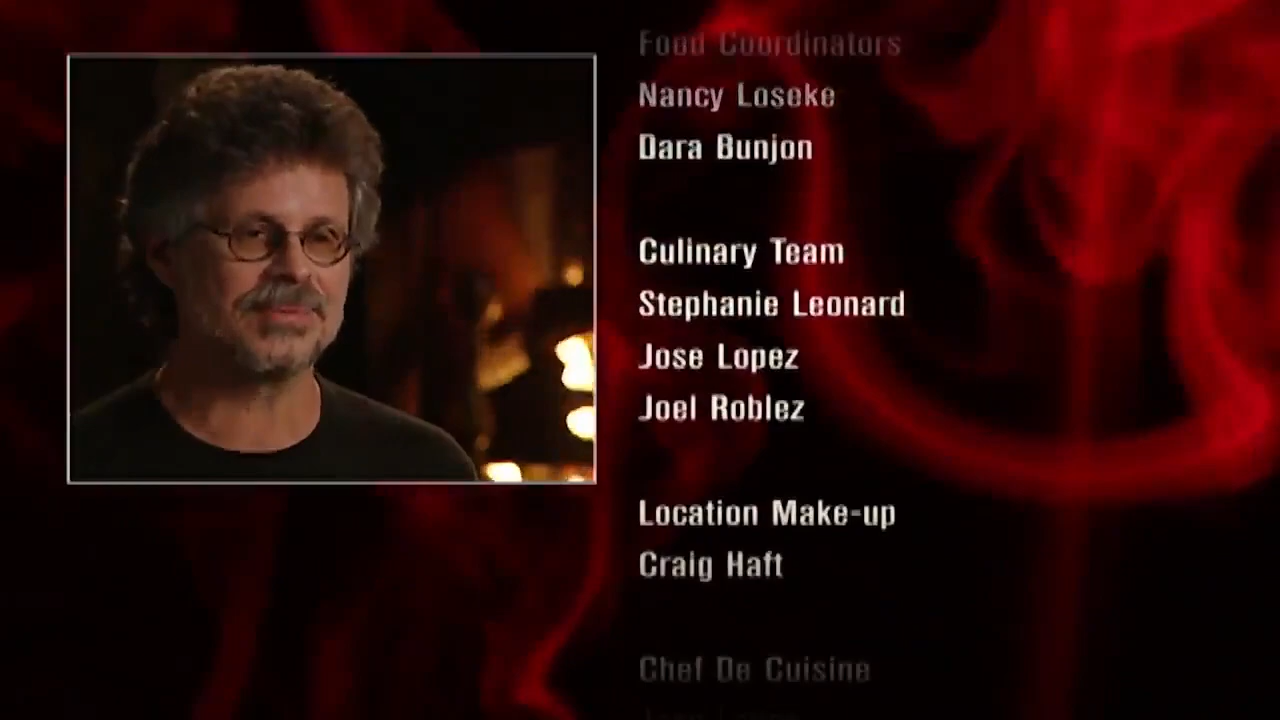 Food Coordinators
Nancy Loseke
Dara Bunjon
Culinary Team
Stephanie Leonard
Jose Lopez
Joel Roblez
Location Make-up
Craig Haft
Chef De Cuisine